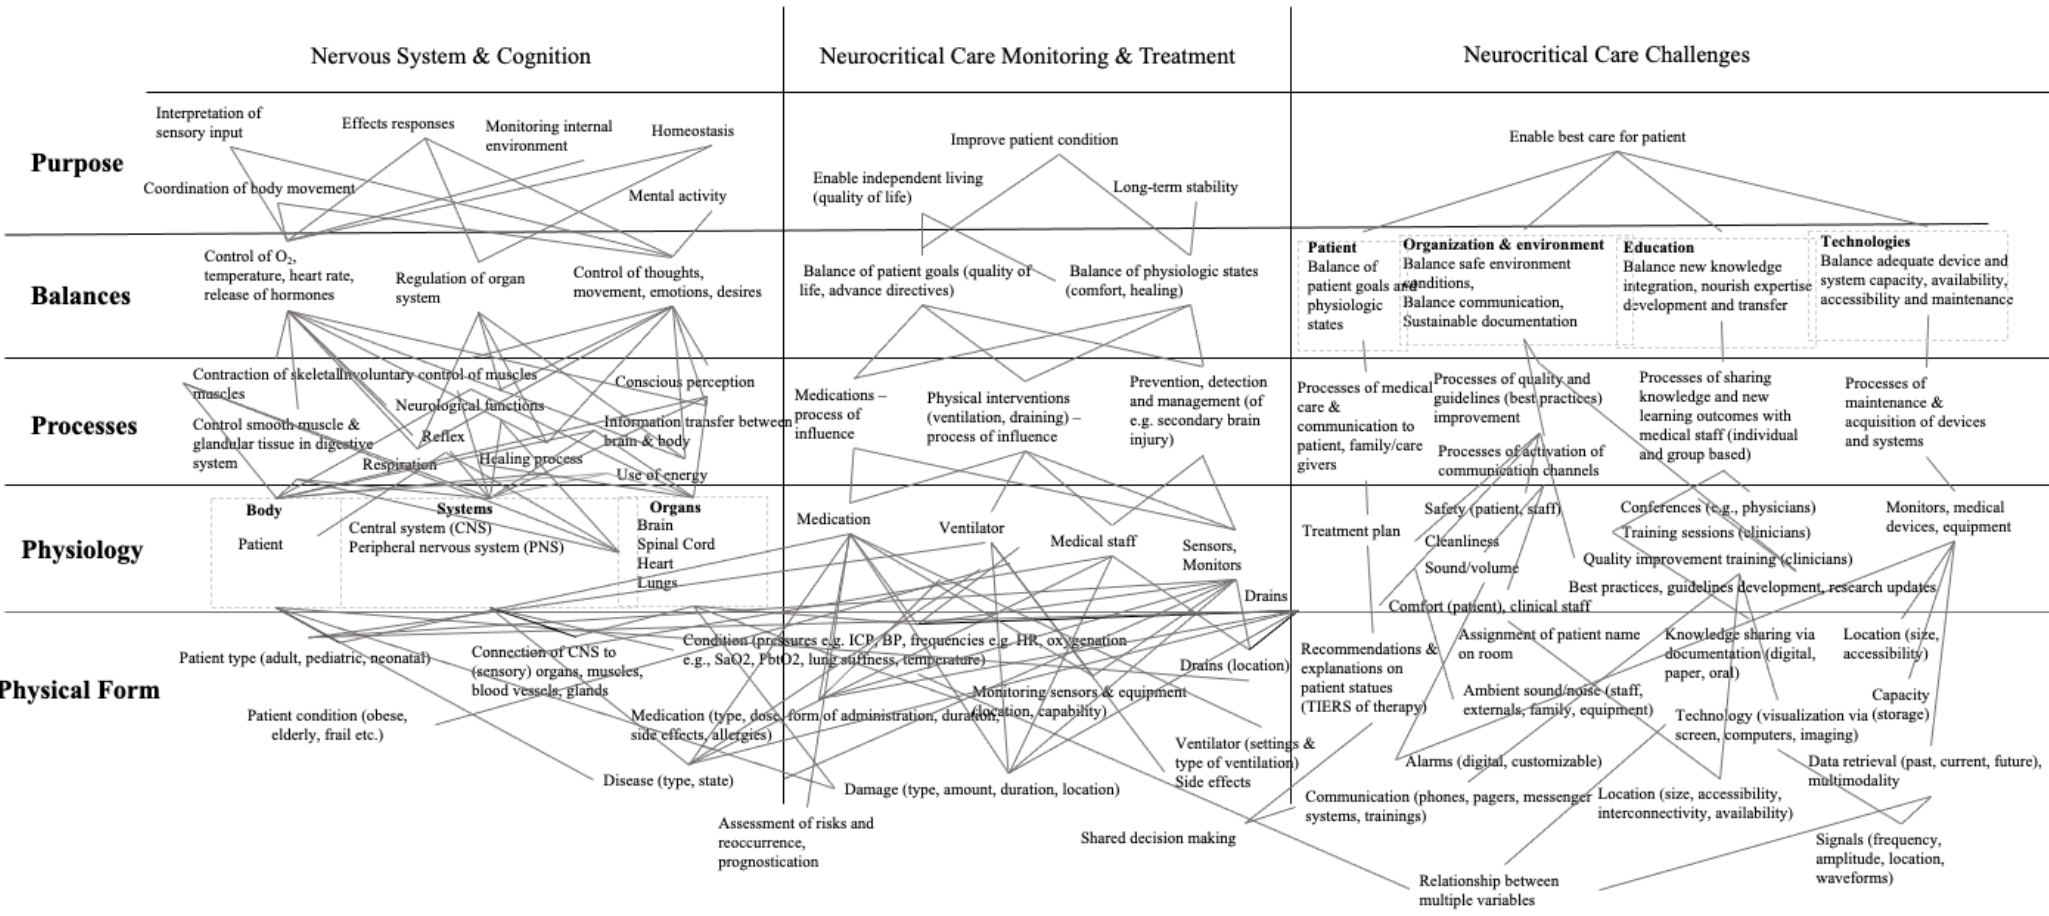 Nervous System & Cognition
Neurocritical Care Monitoring & Treatment
Neurocritical Care Challenges
Purpose
Interpretation of
sensory input
Effects responses
Monitoring internal
environment
Homeostasis
Coordination of body movement
Mental activity
Improve patient condition
Enable independent living
(quality of life)
Long-term stability
Enable best care for patient
Balances
Control of O₂,
temperature, heart rate,
release of hormones
Regulation of organ
system
Control of thoughts,
movement, emotions, desires
Balance of patient goals (quality of
life, advance directives)
Balance of physiologic states
(comfort, healing)
Patient
Balance of
patient goals and
physiologic
states
Organization & environment
Balance safe environment
conditions,
Balance communication,
Sustainable documentation
Education
Balance new knowledge
integration, nourish expertise
development and transfer
Technologies
Balance adequate device and
system capacity, availability,
accessibility and maintenance
Processes
Contraction of skeletal
muscles
Involuntary control of muscles
Conscious perception
Neurological functions
Control smooth muscle &
glandular tissue in digestive
system
Reflex
Information transfer between
brain & body
Respiration
Healing process
Use of energy
Medications –
process of
influence
Physical interventions
(ventilation, draining) –
process of influence
Prevention, detection
and management (of
e.g. secondary brain
injury)
Processes of medical
care &
communication to
patient, family/care
givers
Processes of quality and
guidelines (best practices)
improvement
Processes of activation of
communication channels
Processes of sharing
knowledge and new
learning outcomes with
medical staff (individual
and group based)
Processes of
maintenance &
acquisition of devices
and systems
Physiology
Body
Patient
Systems
Central system (CNS)
Peripheral nervous system (PNS)
Organs
Brain
Spinal Cord
Heart
Lungs
Medication
Ventilator
Medical staff
Sensors,
Monitors
Drains
Treatment plan
Safety (patient, staff)
Cleanliness
Sound/volume
Comfort (patient), clinical staff
Conferences (e.g., physicians)
Training sessions (clinicians)
Quality improvement training (clinicians)
Best practices, guidelines development, research updates
Monitors, medical
devices, equipment
Physical Form
Patient type (adult, pediatric, neonatal)
Connection of CNS to
(sensory) organs, muscles,
blood vessels, glands
Condition (pressures e.g. ICP, BP, frequencies e.g. HR, oxygenation
e.g., SaO2, PbtO2, lung stiffness, temperature)
Drains (location)
Patient condition (obese,
elderly, frail etc.)
Medication (type, dose, form of administration, duration,
side effects, allergies)
Monitoring sensors & equipment
(location, capability)
Disease (type, state)
Damage (type, amount, duration, location)
Ventilator (settings &
type of ventilation)
Side effects
Assessment of risks and
reoccurrence,
prognostication
Shared decision making
Recommendations &
explanations on
patient statues
(TIERS of therapy)
Assignment of patient name
on room
Ambient sound/noise (staff,
externals, family, equipment)
Alarms (digital, customizable)
Communication (phones, pagers, messenger
systems, trainings)
Knowledge sharing via
documentation (digital,
paper, oral)
Technology (visualization via
screen, computers, imaging)
Location (size, accessibility,
interconnectivity, availability)
Location (size,
accessibility)
Capacity
(storage)
Data retrieval (past, current, future),
multimodality
Signals (frequency,
amplitude, location,
waveforms)
Relationship between
multiple variables